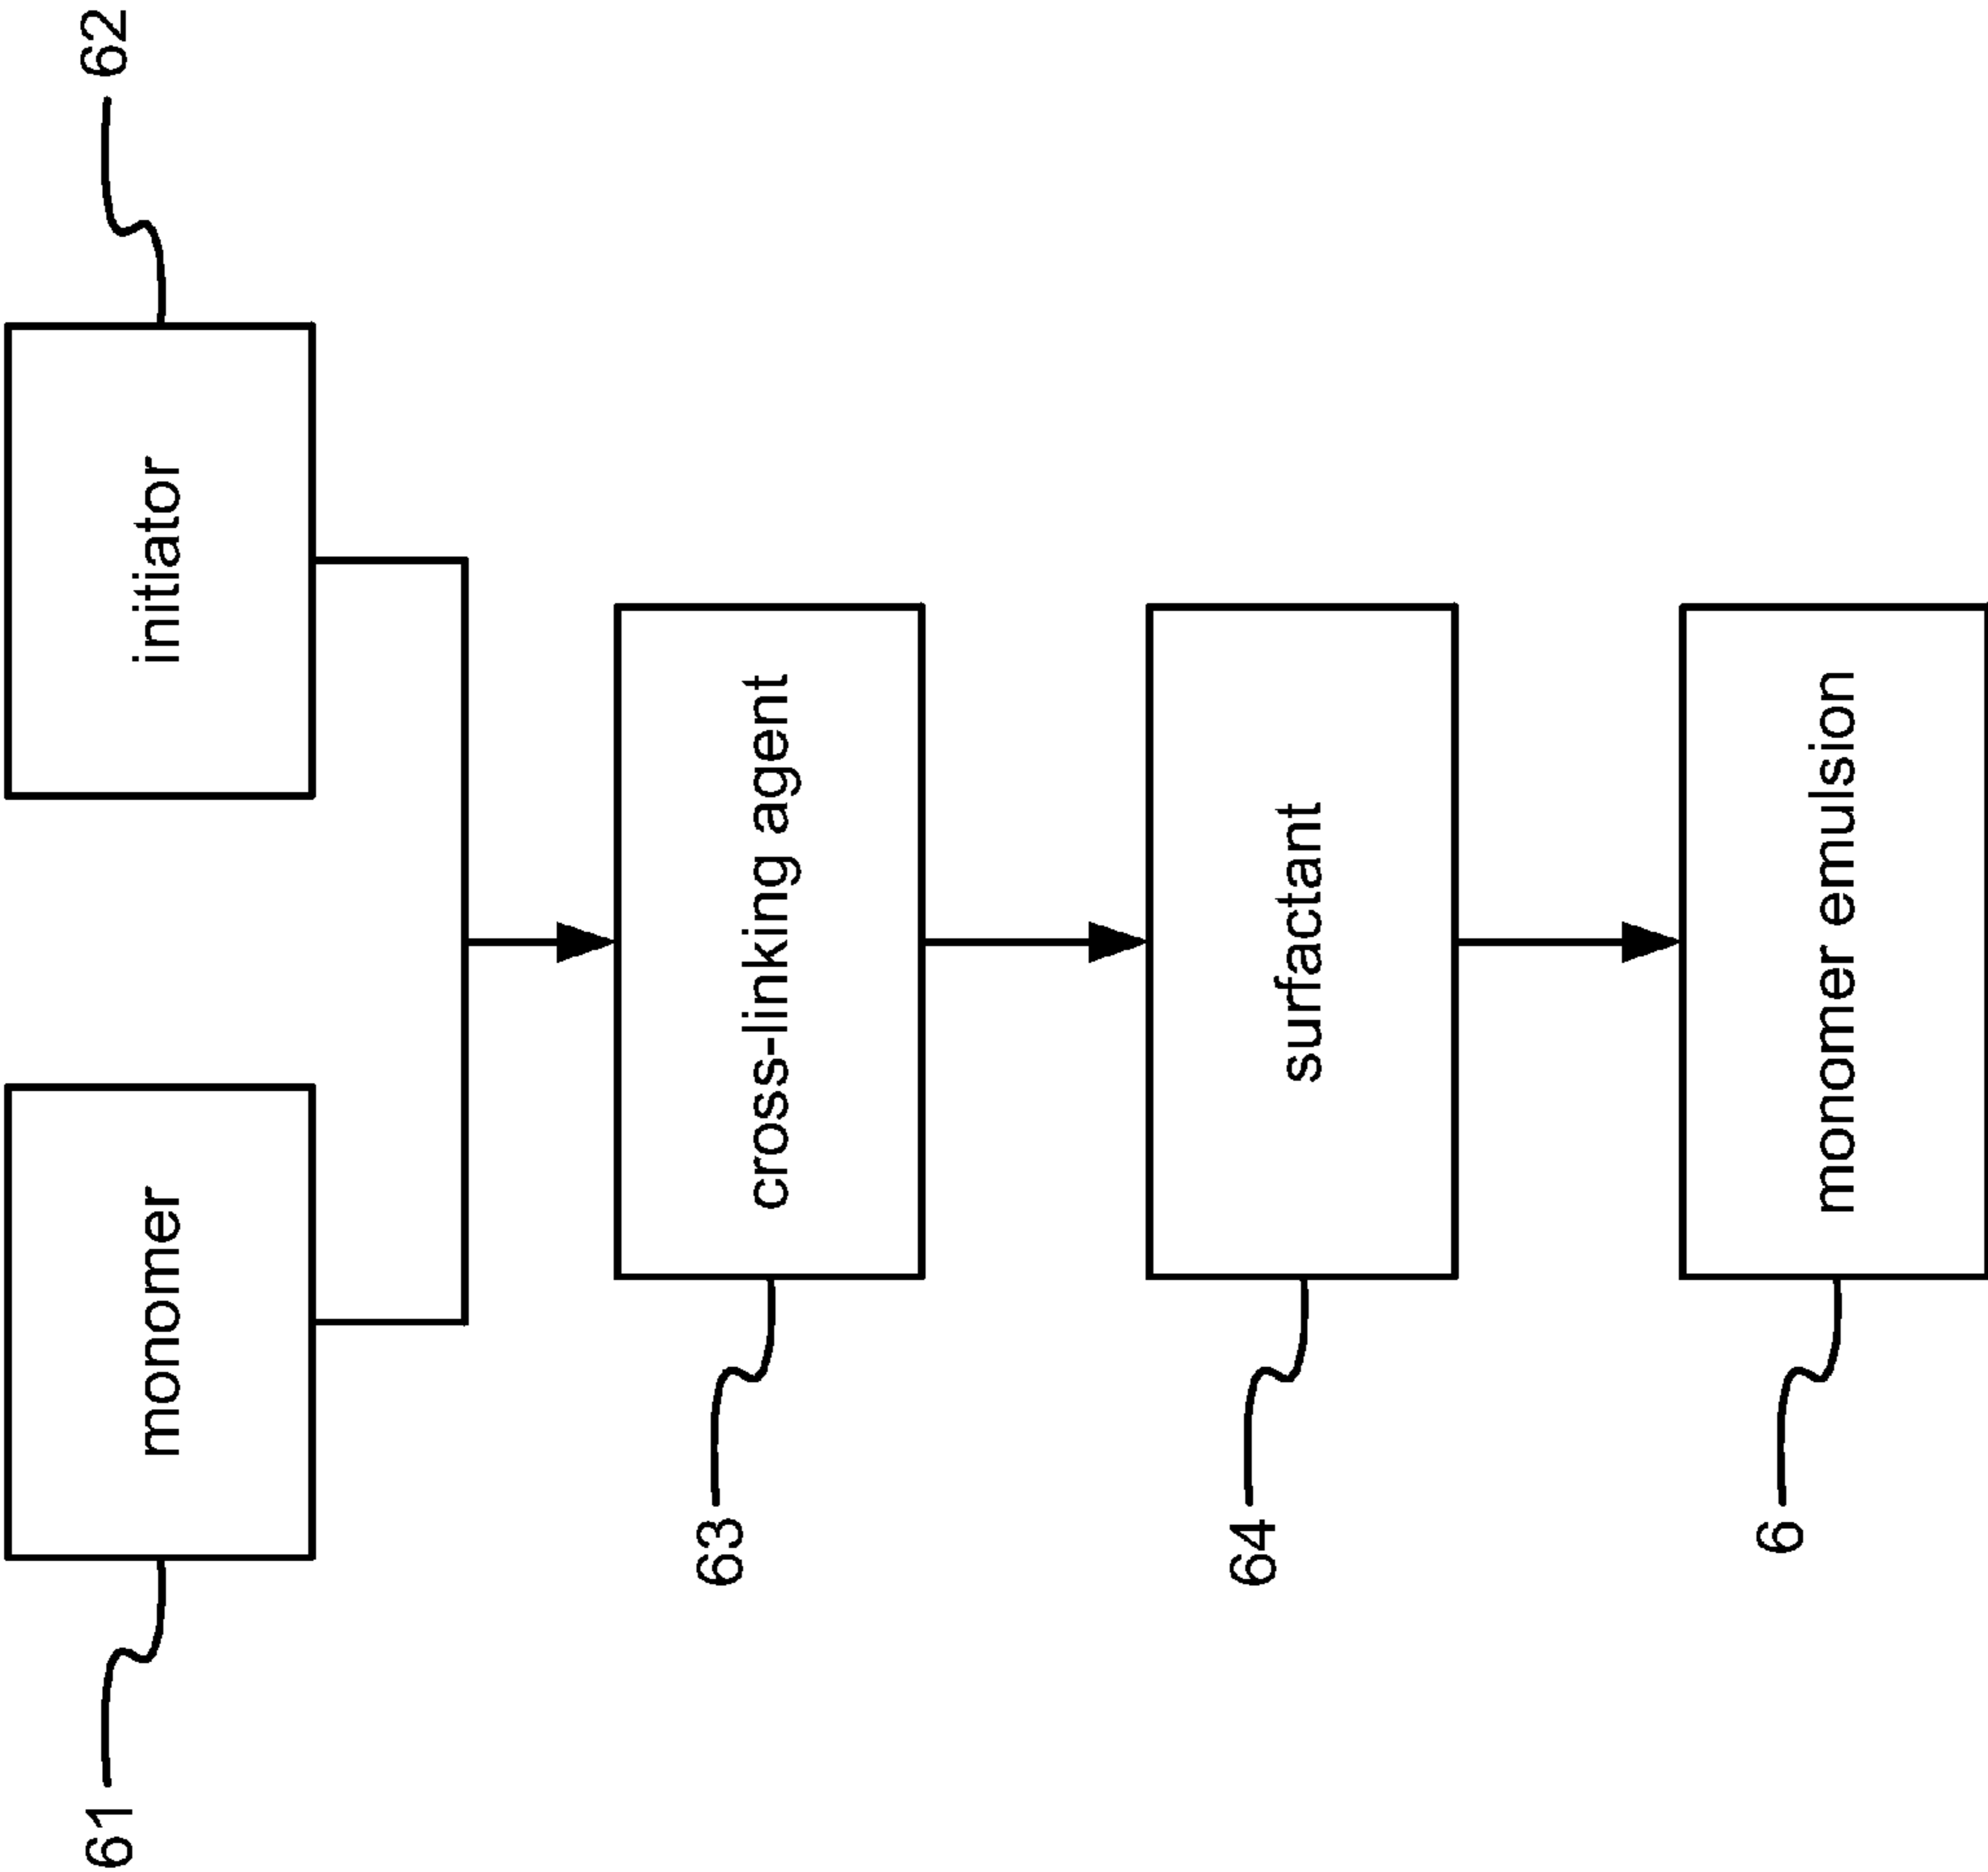 61
monomer
initiator
62
63
cross-linking agent
64
surfactant
6
monomer emulsion